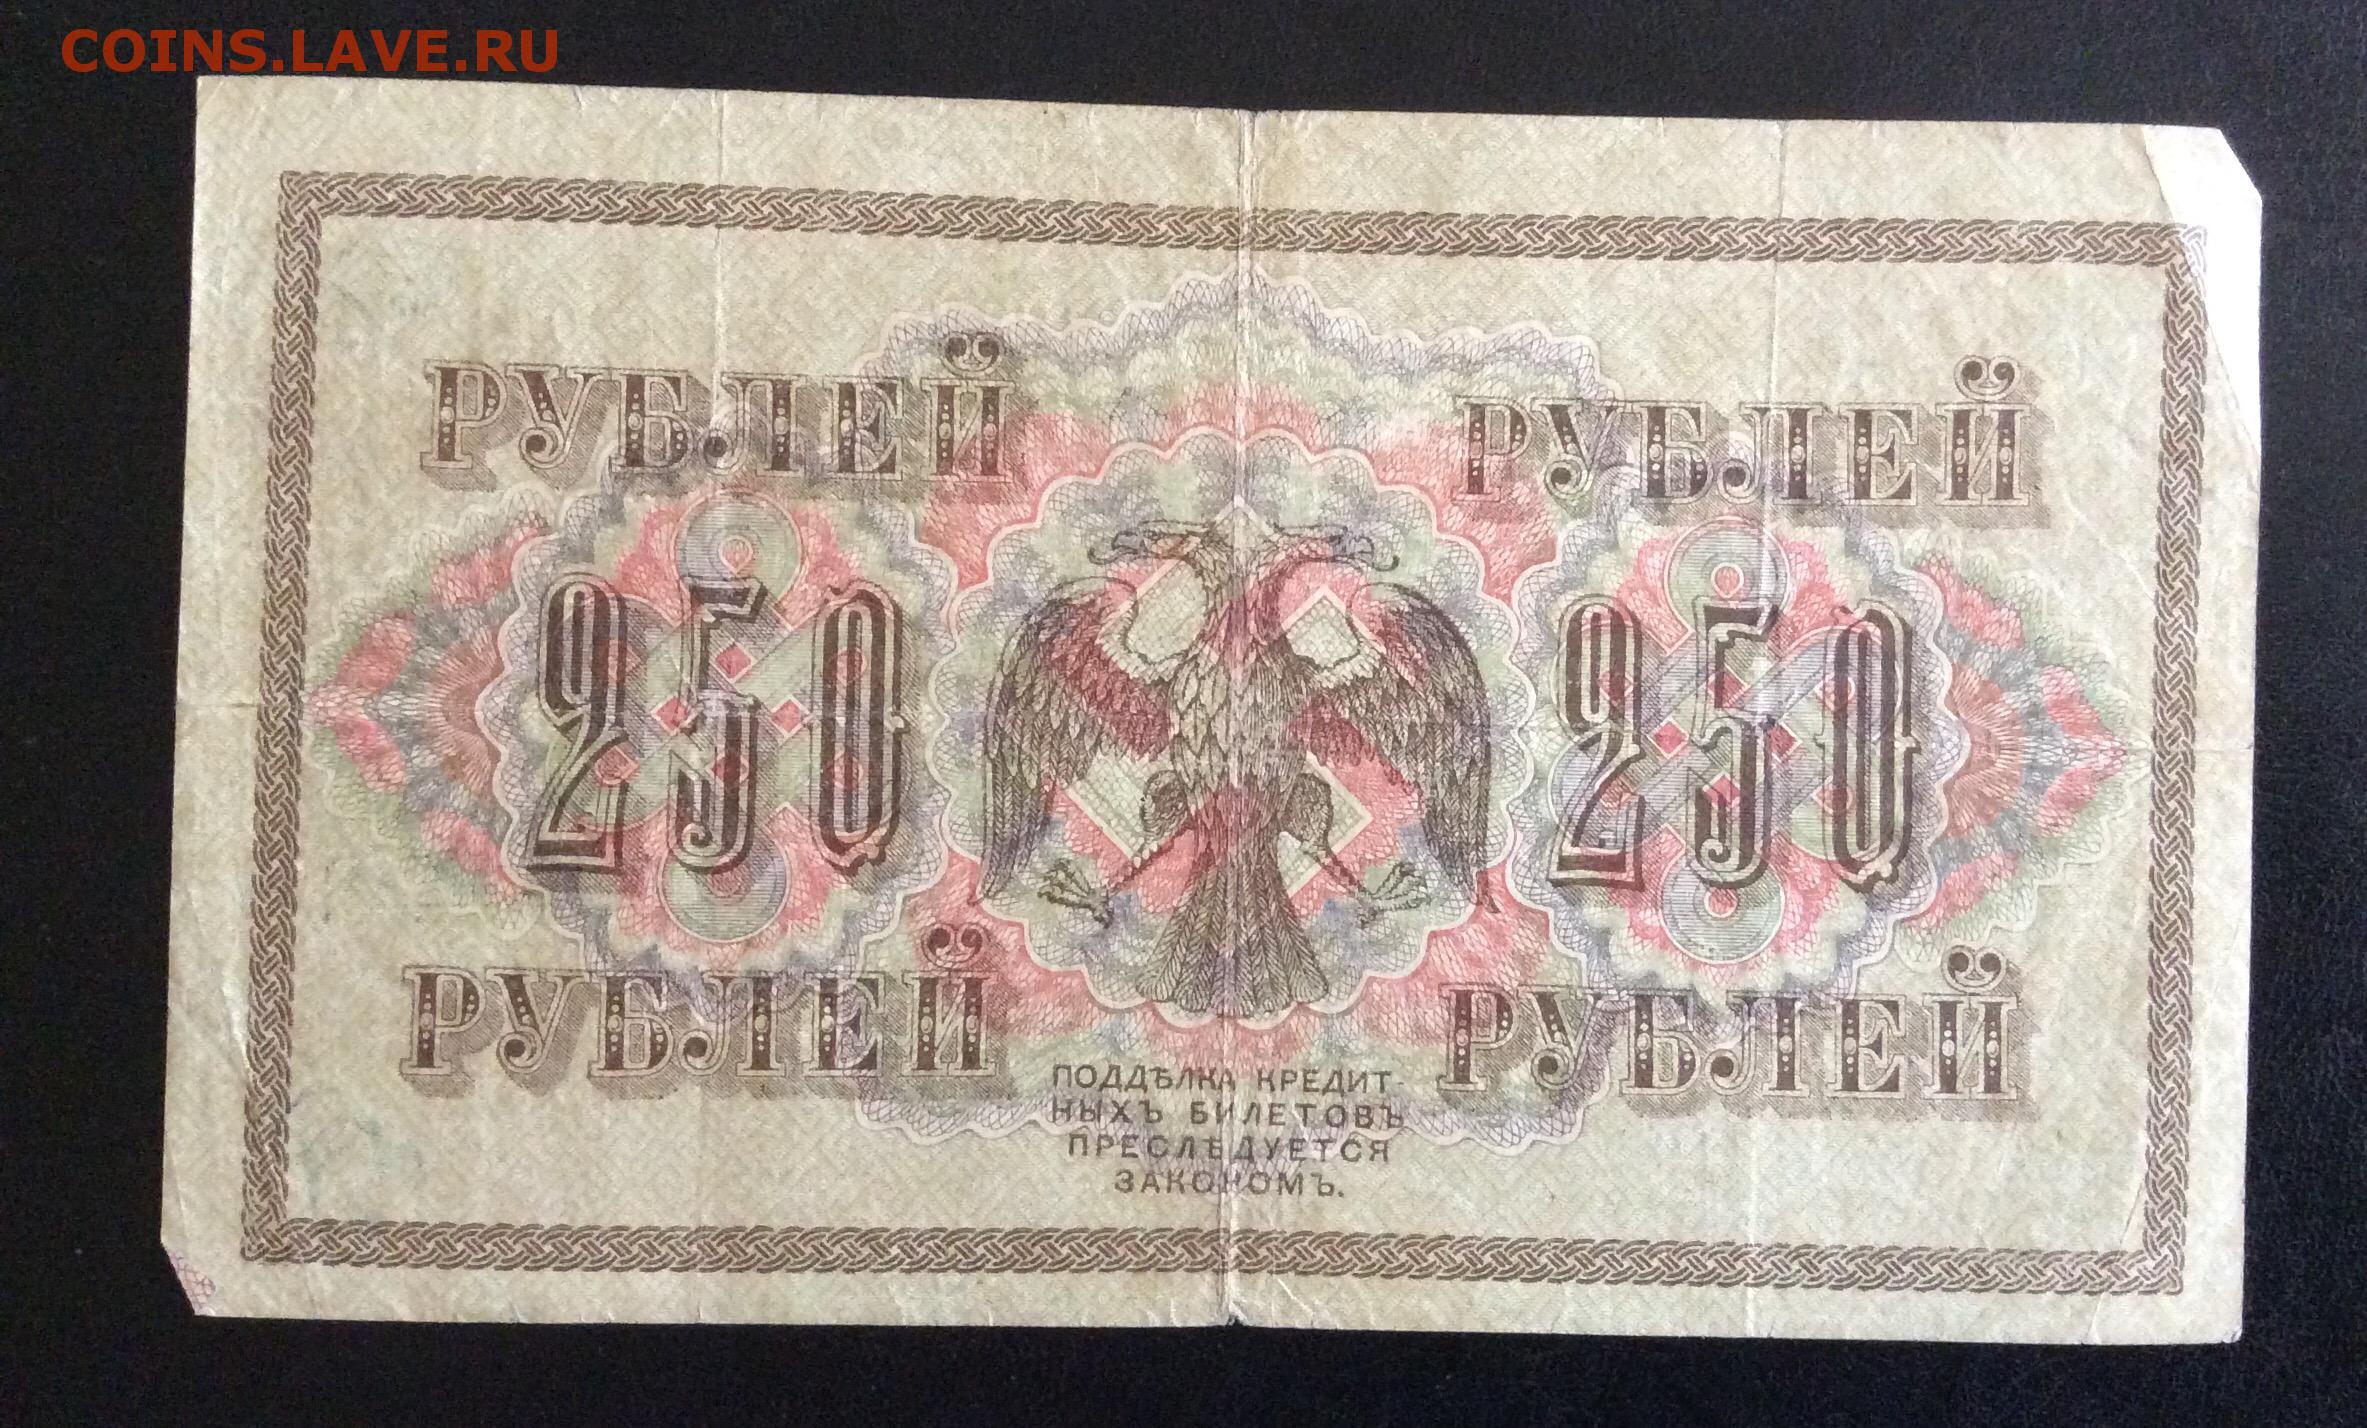 COINS.LAVE.RU
РУБЛЕЙ РУБЛЕЙ
250 250
РУБЛЕЙ РУБЛЕЙ
ПОДДѢЛКА КРЕДИТ-
НЫХЪ БИЛЕТОВЪ
ПРЕСЛѢДУЕТСЯ
ЗАКОНОМЪ.